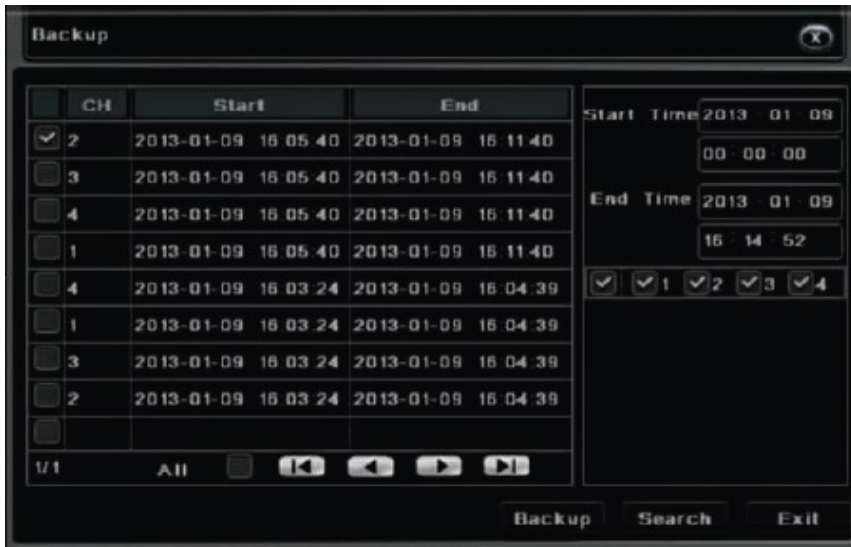 Backup
CH Start End
2 2013-01-09 16:05:40 2013-01-09 16:11:40
3 2013-01-09 16:05:40 2013-01-09 16:11:40
4 2013-01-09 16:05:40 2013-01-09 16:11:40
1 2013-01-09 16:05:40 2013-01-09 16:11:40
4 2013-01-09 16:03:24 2013-01-09 16:04:39
1 2013-01-09 16:03:24 2013-01-09 16:04:39
3 2013-01-09 16:03:24 2013-01-09 16:04:39
2 2013-01-09 16:03:24 2013-01-09 16:04:39
1/1 All
Start Time 2013-01-09
00:00:00
End Time 2013-01-09
16:14:52
1 2 3 4
Backup Search Exit